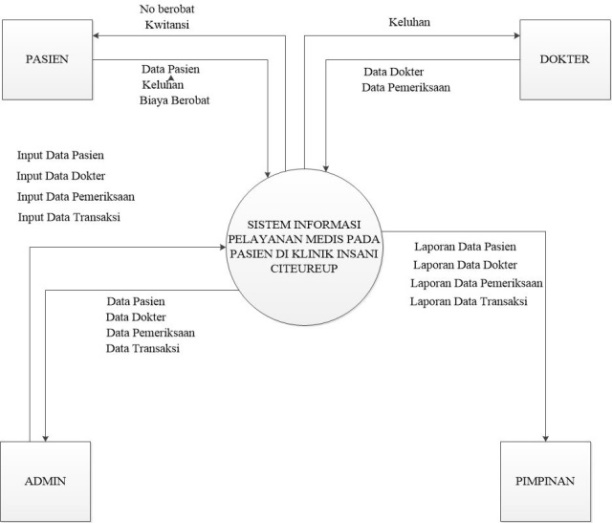 No berobat
Kwitansi
Keluhan
PASIEN
DOKTER
Data Pasien
Keluhan
Biaya Berobat
Data Dokter
Data Pemeriksaan
Input Data Pasien
Input Data Dokter
Input Data Pemeriksaan
Input Data Transaksi
SISTEM INFORMASI
PELAYANAN MEDIS PADA
PASIEN DI KLINIK INSANI
CITEUREUP
Laporan Data Pasien
Laporan Data Dokter
Laporan Data Pemeriksaan
Laporan Data Transaksi
Data Pasien
Data Dokter
Data Pemeriksaan
Data Transaksi
ADMIN
PIMPINAN